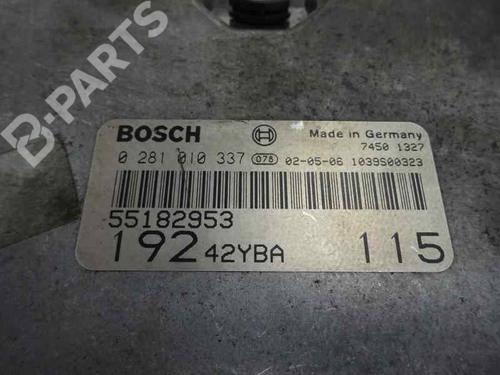 B-PARTS
BOSCH Made in Germany
7450 1327
0 281 010 337 078 02-05-06 1039S00323
55182953
192 42YBA 115